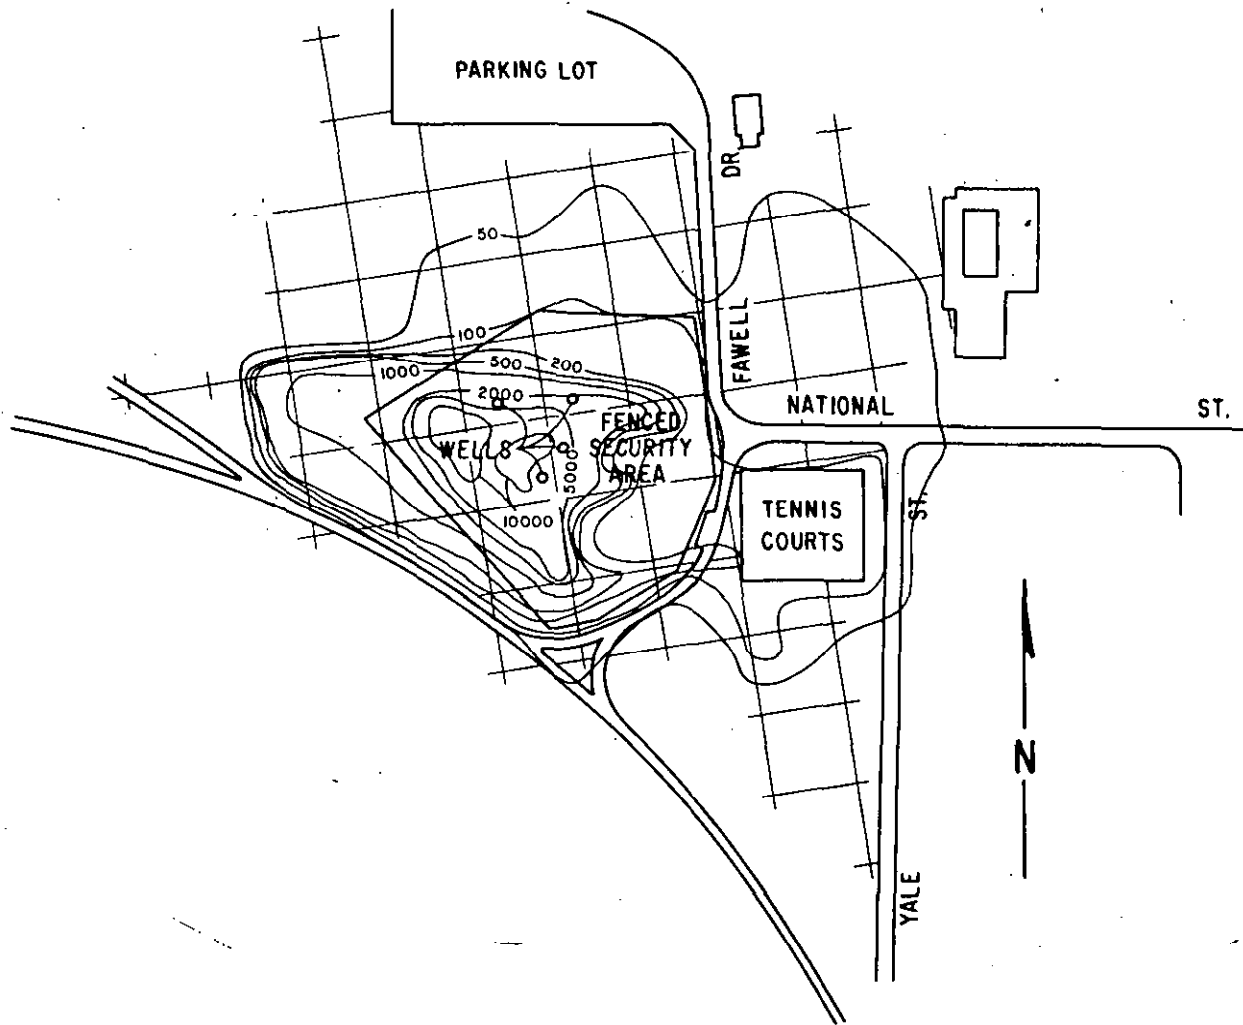 PARKING LOT
DR.
50
FAWELL
100
200
500
1000
2000
NATIONAL
ST.
FENCED
SECURITY
AREA
WELLS
5000
10000
TENNIS
COURTS
ST.
N
YALE